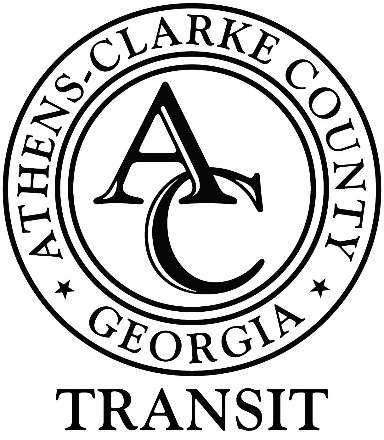 ATHENS-CLARKE COUNTY
AC
GEORGIA
TRANSIT